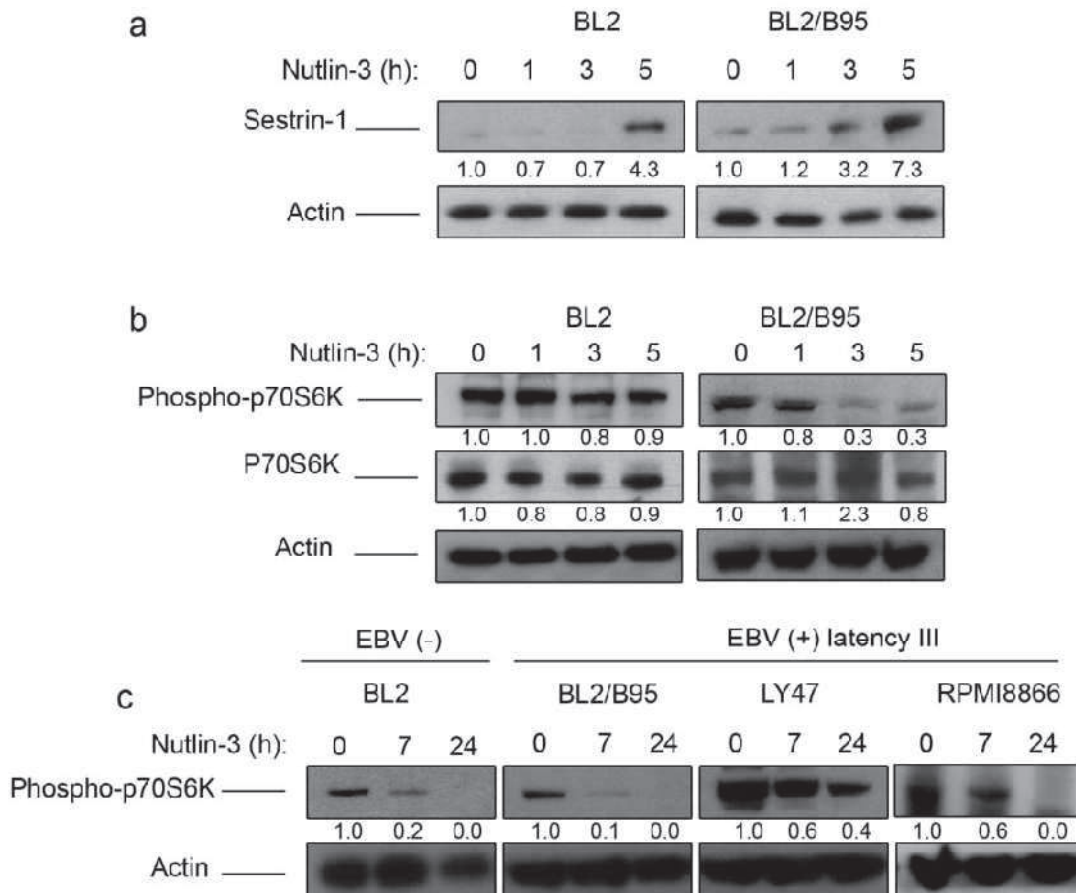 a
BL2 BL2/B95
Nutlin-3 (h): 0 1 3 5 0 1 3 5
Sestrin-1
1.0 0.7 0.7 4.3 1.0 1.2 3.2 7.3
Actin
b
BL2 BL2/B95
Nutlin-3 (h): 0 1 3 5 0 1 3 5
Phospho-p70S6K
1.0 1.0 0.8 0.9 1.0 0.8 0.3 0.3
P70S6K
1.0 0.8 0.8 0.9 1.0 1.1 2.3 0.8
Actin
EBV (-) EBV (+) latency III
c BL2 BL2/B95 LY47 RPMI8866
Nutlin-3 (h): 0 7 24 0 7 24 0 7 24 0 7 24
Phospho-p70S6K
1.0 0.2 0.0 1.0 0.1 0.0 1.0 0.6 0.4 1.0 0.6 0.0
Actin